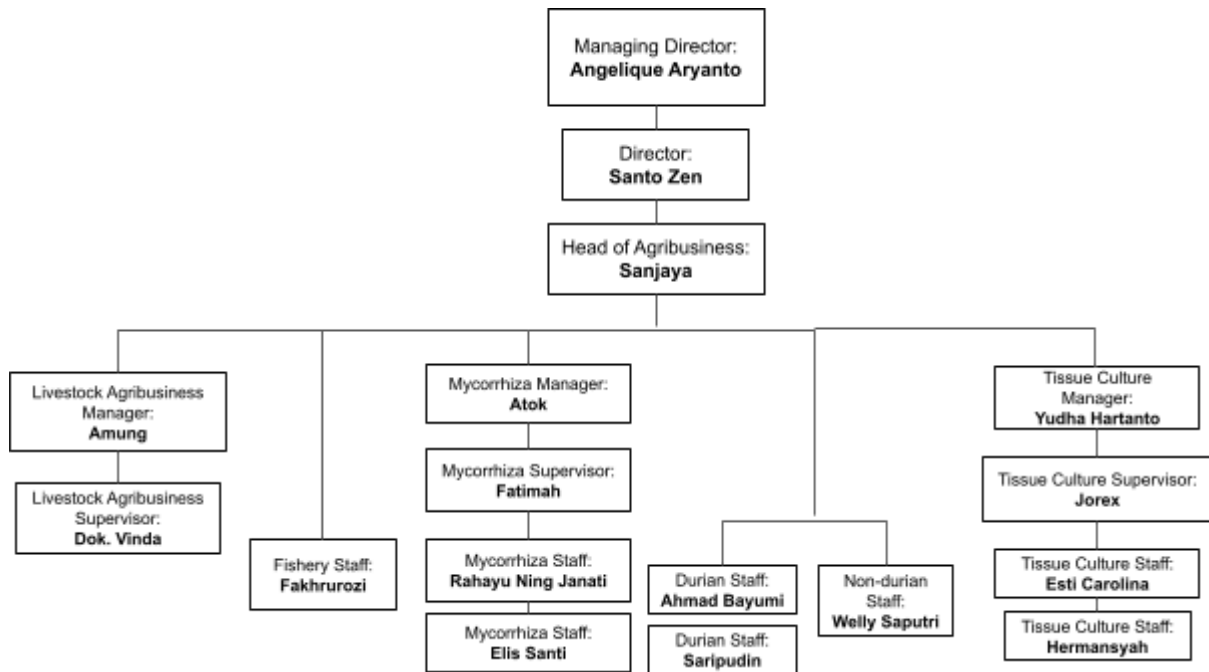 Managing Director:
Angelique Aryanto
Director:
Santo Zen
Head of Agribusiness:
Sanjaya
Livestock Agribusiness
Manager:
Amung
Livestock Agribusiness
Supervisor:
Dok. Vinda
Fishery Staff:
Fakhrurozi
Mycorrhiza Manager:
Atok
Mycorrhiza Supervisor:
Fatimah
Mycorrhiza Staff:
Rahayu Ning Janati
Mycorrhiza Staff:
Elis Santi
Durian Staff:
Ahmad Bayumi
Durian Staff:
Saripudin
Non-durian
Staff:
Welly Saputri
Tissue Culture
Manager:
Yudha Hartanto
Tissue Culture Supervisor:
Jorex
Tissue Culture Staff:
Esti Carolina
Tissue Culture Staff:
Hermansyah